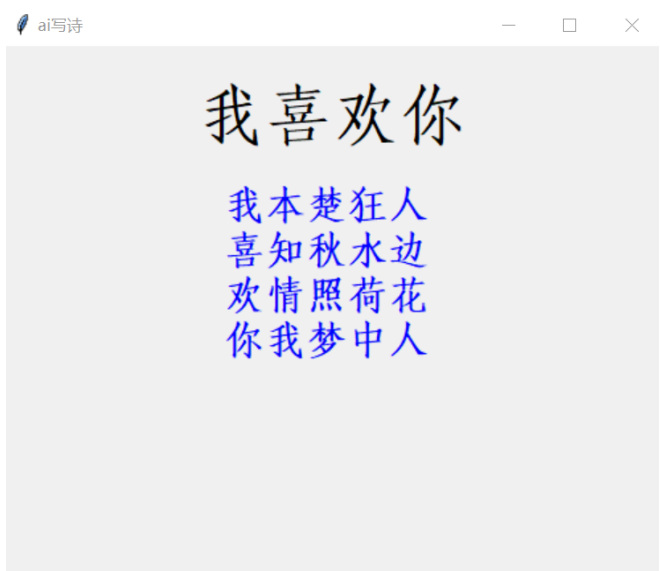 ai写诗
我喜欢你
我本楚狂人
喜知秋水边
欢情照荷花
你我梦中人